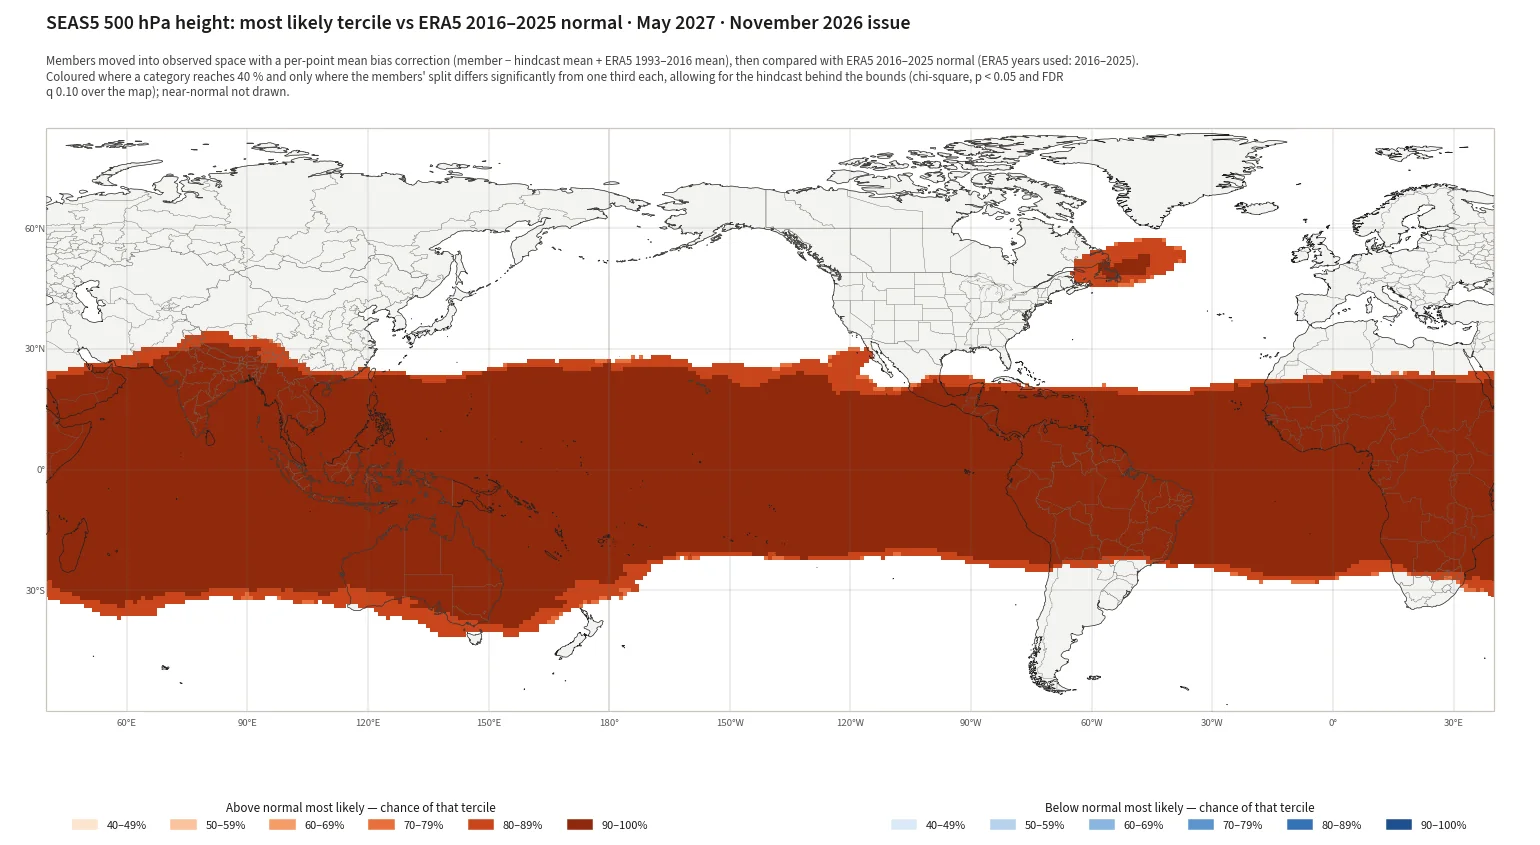 SEAS5 500 hPa height: most likely tercile vs ERA5 2016–2025 normal · May 2027 · November 2026 issue
Members moved into observed space with a per-point mean bias correction (member − hindcast mean + ERA5 1993–2016 mean), then compared with ERA5 2016–2025 normal (ERA5 years used: 2016–2025).
Coloured where a category reaches 40 % and only where the members' split differs significantly from one third each, allowing for the hindcast behind the bounds (chi-square, p < 0.05 and FDR
q 0.10 over the map); near-normal not drawn.
60°N
30°N
0°
30°S
60°E 90°E 120°E 150°E 180° 150°W 120°W 90°W 60°W 30°W 0° 30°E
Above normal most likely — chance of that tercile
40–49% 50–59% 60–69% 70–79% 80–89% 90–100%
Below normal most likely — chance of that tercile
40–49% 50–59% 60–69% 70–79% 80–89% 90–100%